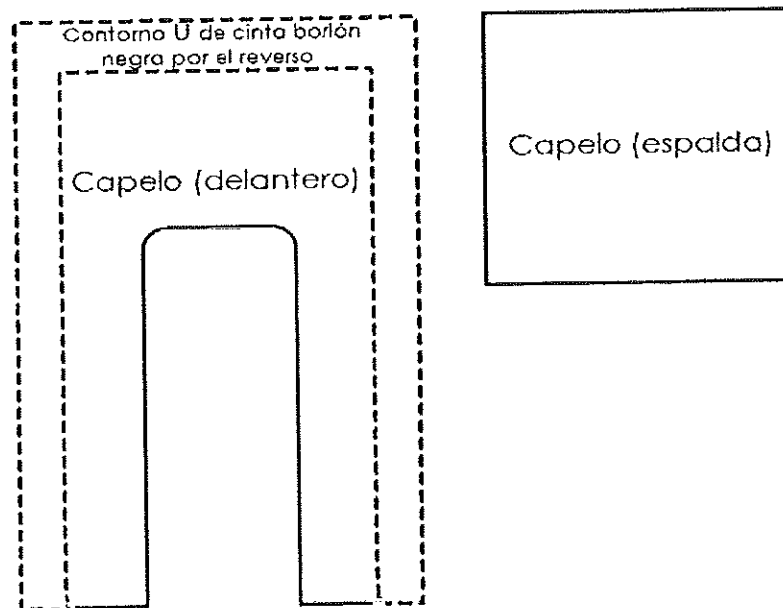 Contorno U de cinta borlón
negra por el reverso
Capelo (delantero)
Capelo (espalda)